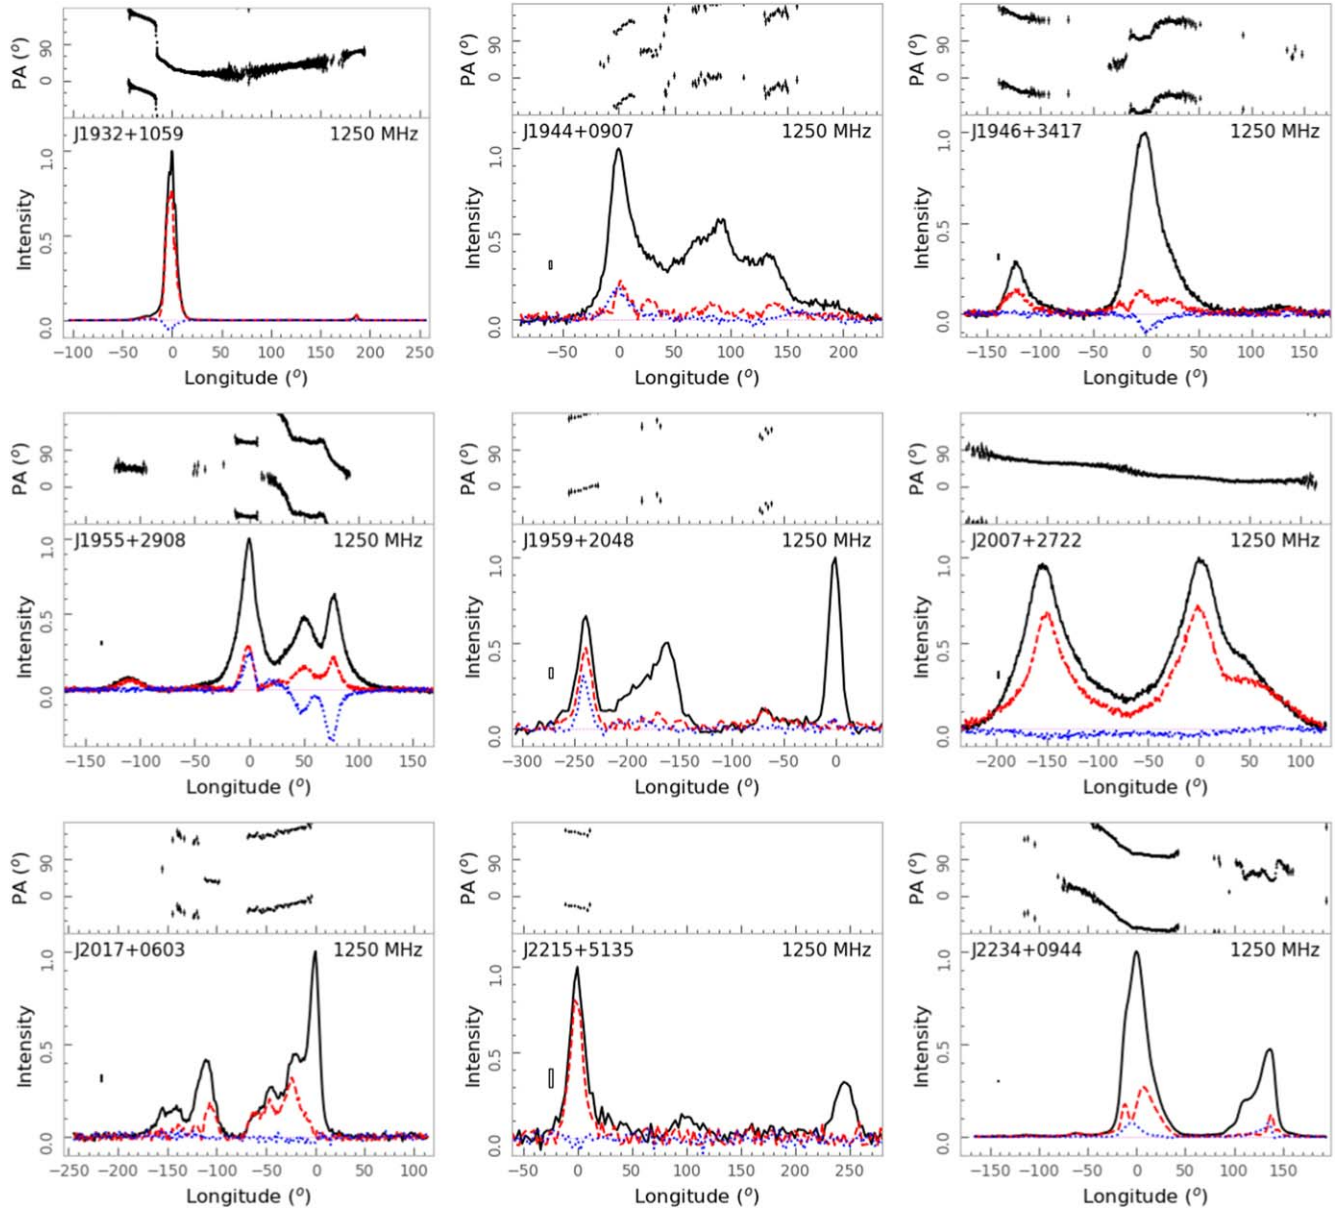 PA (°) 90 0 PA (°) 90 0 PA (°) 90 0
J1932+1059 1250 MHz J1944+0907 1250 MHz J1946+3417 1250 MHz
Intensity 1.0 0.5 0.0 Intensity 1.0 0.5 0.0 Intensity 1.0 0.5 0.0
−100 −50 0 50 100 150 200 250 −50 0 50 100 150 200 −150 −100 −50 0 50 100 150
Longitude (°) Longitude (°) Longitude (°)
PA (°) 90 0 PA (°) 90 0 PA (°) 90 0
J1955+2908 1250 MHz J1959+2048 1250 MHz J2007+2722 1250 MHz
Intensity 1.0 0.5 0.0 Intensity 1.0 0.5 0.0 Intensity 1.0 0.5 0.0
−150 −100 −50 0 50 100 150 −300 −250 −200 −150 −100 −50 0 −200 −150 −100 −50 0 50 100
Longitude (°) Longitude (°) Longitude (°)
PA (°) 90 0 PA (°) 90 0 PA (°) 90 0
J2017+0603 1250 MHz J2215+5135 1250 MHz J2234+0944 1250 MHz
Intensity 1.0 0.5 0.0 Intensity 1.0 0.5 0.0 Intensity 1.0 0.5 0.0
−250 −200 −150 −100 −50 0 50 100 −50 0 50 100 150 200 250 −150 −100 −50 0 50 100 150
Longitude (°) Longitude (°) Longitude (°)